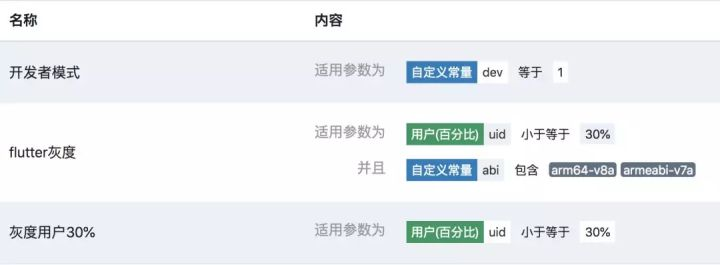 名称 内容
开发者模式 适用参数为 自定义常量 dev 等于 1
适用参数为 用户(百分比) uid 小于等于 30%
flutter灰度
并且 自定义常量 abi 包含 arm64-v8a armeabi-v7a
灰度用户30% 适用参数为 用户(百分比) uid 小于等于 30%